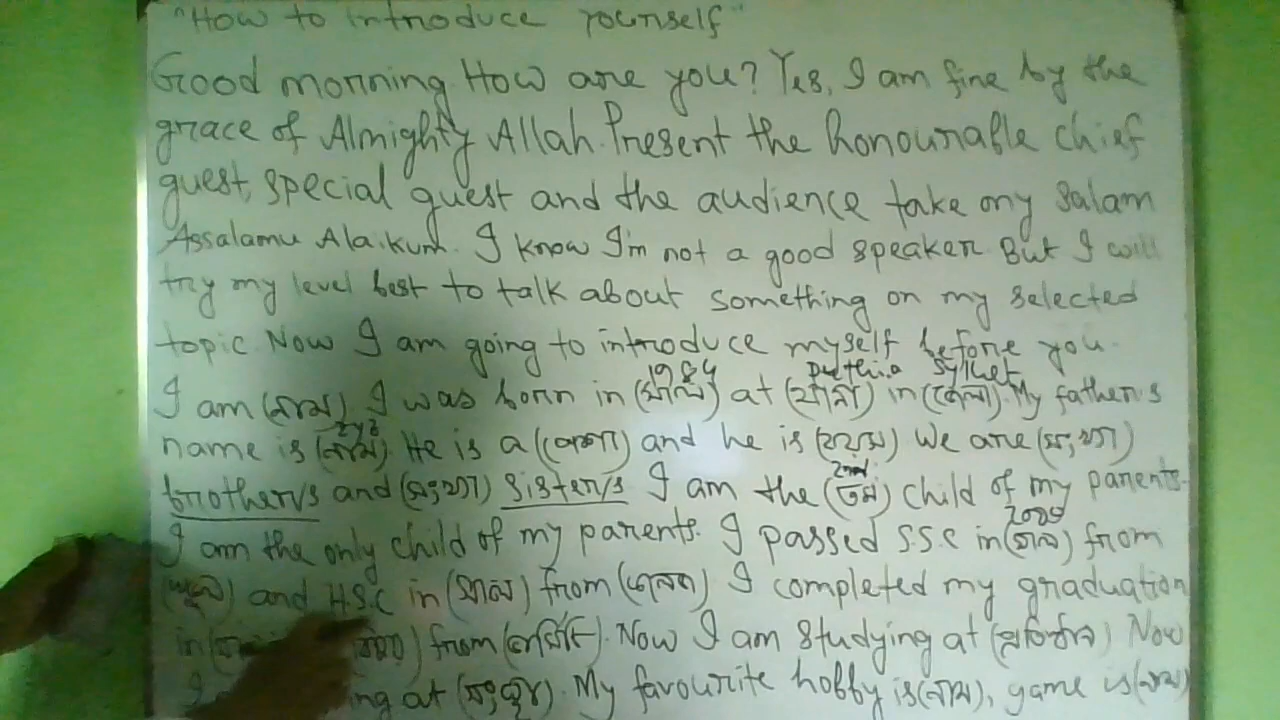 "How to introduce yourself"
Good morning. How are you? Yes, I am fine by the
grace of Almighty Allah. Present the honourable chief
guest, special guest and the audience take my salam
Assalamu Alaikum. I know I'm not a good speaker. But I will
try my level best to talk about something on my selected
topic. Now I am going to introduce myself before you.
1984 puthia Sylhet
I am (নাম). I was born in (সাল) at (স্থান) in (জেলা). My father's
name is (নাম). He is a (পেশা) and he is (বয়স). We are (সংখ্যা)
2nd
brother/s and (সংখ্যা) sister/s. I am the (তম) child of my parents.
I am the only child of my parents. I passed S.S.C in (সাল) from
(স্কুল) and H.S.C in (সাল) from (কলেজ). I completed my graduation
in from (ভার্সিটি). Now I am studying at (প্রতিষ্ঠান). Now
I ng at. My favourite hobby is (নাম), game is (নাম)